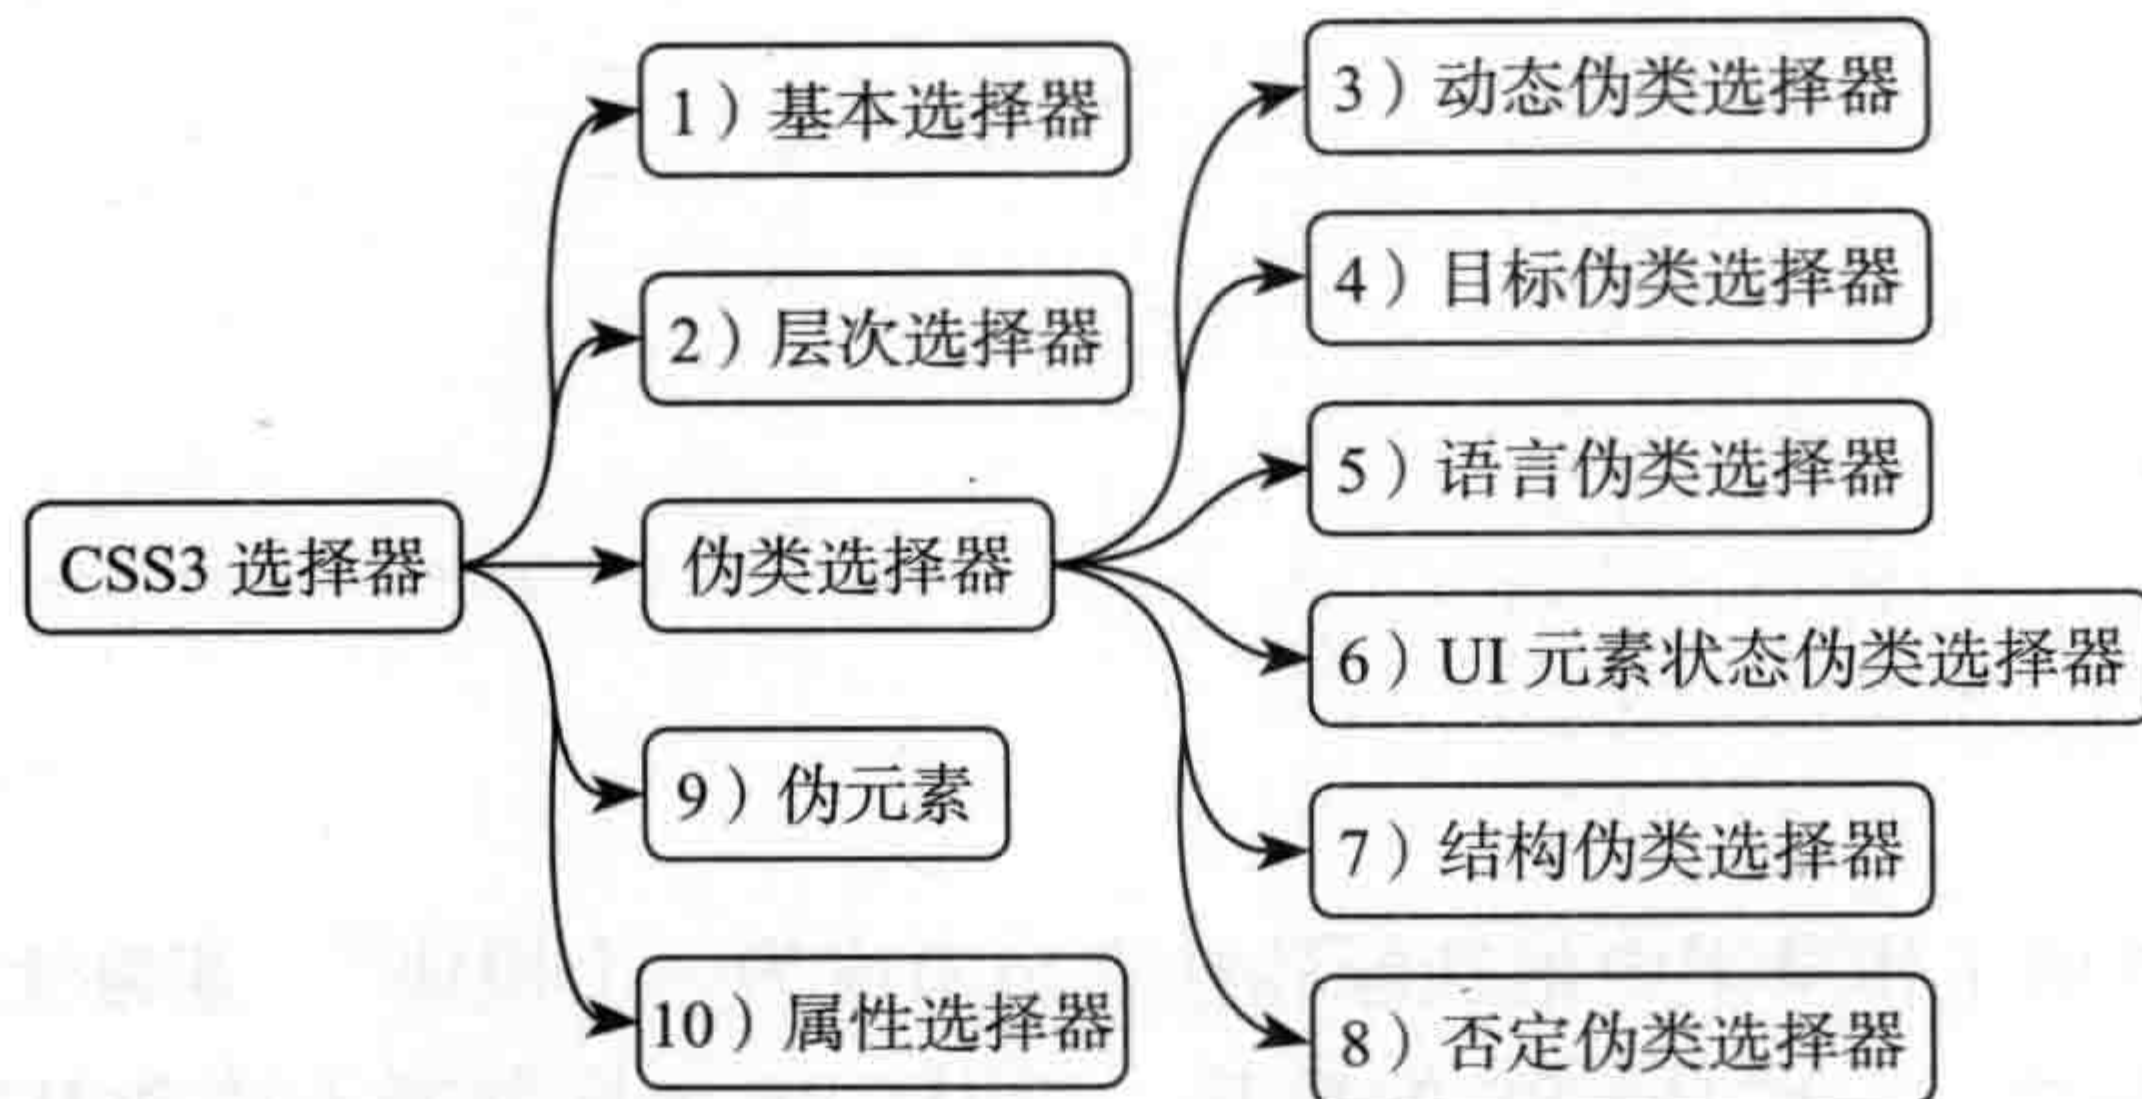 CSS3 选择器
1）基本选择器
2）层次选择器
伪类选择器
3）动态伪类选择器
4）目标伪类选择器
5）语言伪类选择器
6）UI 元素状态伪类选择器
7）结构伪类选择器
8）否定伪类选择器
9）伪元素
10）属性选择器